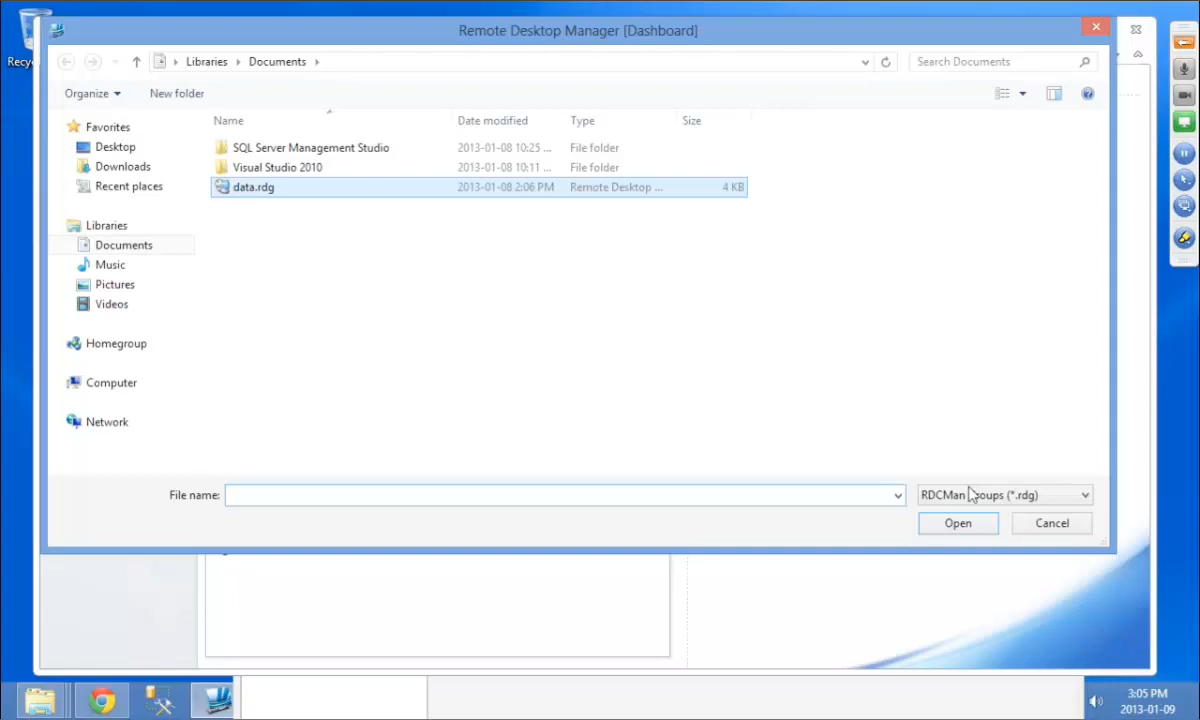 Remote Desktop Manager [Dashboard]
Libraries Documents
Search Documents
Organize New folder
Name Date modified Type Size
SQL Server Management Studio 2013-01-08 10:25 ... File folder
Visual Studio 2010 2013-01-08 10:11 ... File folder
data.rdg 2013-01-08 2:06 PM Remote Desktop ... 4 KB
Favorites
Desktop
Downloads
Recent places
Libraries
Documents
Music
Pictures
Videos
Homegroup
Computer
Network
File name:
RDCMan (*.rdg)
Open Cancel
3:05 PM
2013-01-09